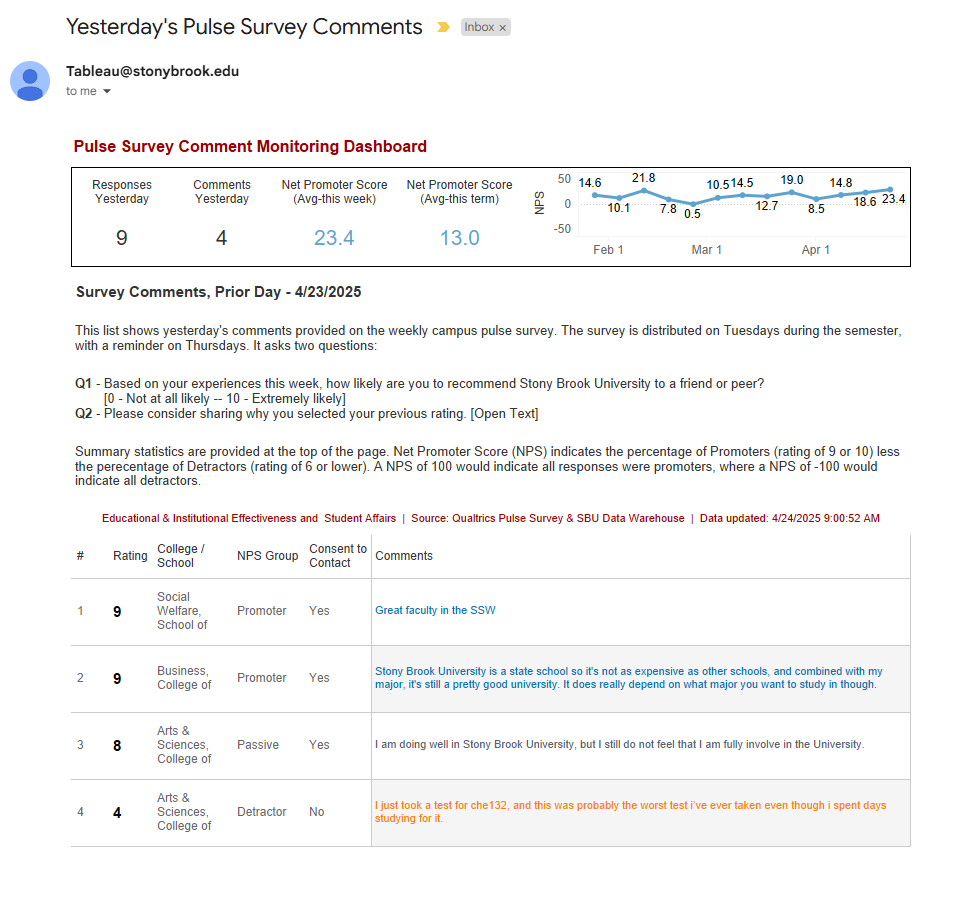 Yesterday's Pulse Survey Comments
Inbox ×
Tableau@stonybrook.edu
to me
Pulse Survey Comment Monitoring Dashboard
Responses Yesterday
9
Comments Yesterday
4
Net Promoter Score (Avg-this week)
23.4
Net Promoter Score (Avg-this term)
13.0
NPS
50
0
-50
14.6
10.1
21.8
7.8
0.5
10.5
14.5
12.7
19.0
8.5
14.8
18.6
23.4
Feb 1
Mar 1
Apr 1
Survey Comments, Prior Day - 4/23/2025
This list shows yesterday's comments provided on the weekly campus pulse survey. The survey is distributed on Tuesdays during the semester,
with a reminder on Thursdays. It asks two questions:
Q1 - Based on your experiences this week, how likely are you to recommend Stony Brook University to a friend or peer?
[0 - Not at all likely -- 10 - Extremely likely]
Q2 - Please consider sharing why you selected your previous rating. [Open Text]
Summary statistics are provided at the top of the page. Net Promoter Score (NPS) indicates the percentage of Promoters (rating of 9 or 10) less
the perecentage of Detractors (rating of 6 or lower). A NPS of 100 would indicate all responses were promoters, where a NPS of -100 would
indicate all detractors.
Educational & Institutional Effectiveness and Student Affairs | Source: Qualtrics Pulse Survey & SBU Data Warehouse | Data updated: 4/24/2025 9:00:52 AM
# Rating College / School NPS Group Consent to Contact Comments
1 9 Social Welfare, School of Promoter Yes Great faculty in the SSW
2 9 Business, College of Promoter Yes Stony Brook University is a state school so it's not as expensive as other schools, and combined with my
major, it's still a pretty good university. It does really depend on what major you want to study in though.
3 8 Arts & Sciences, College of Passive Yes I am doing well in Stony Brook University, but I still do not feel that I am fully involve in the University.
4 4 Arts & Sciences, College of Detractor No I just took a test for che132, and this was probably the worst test i've ever taken even though i spent days
studying for it.